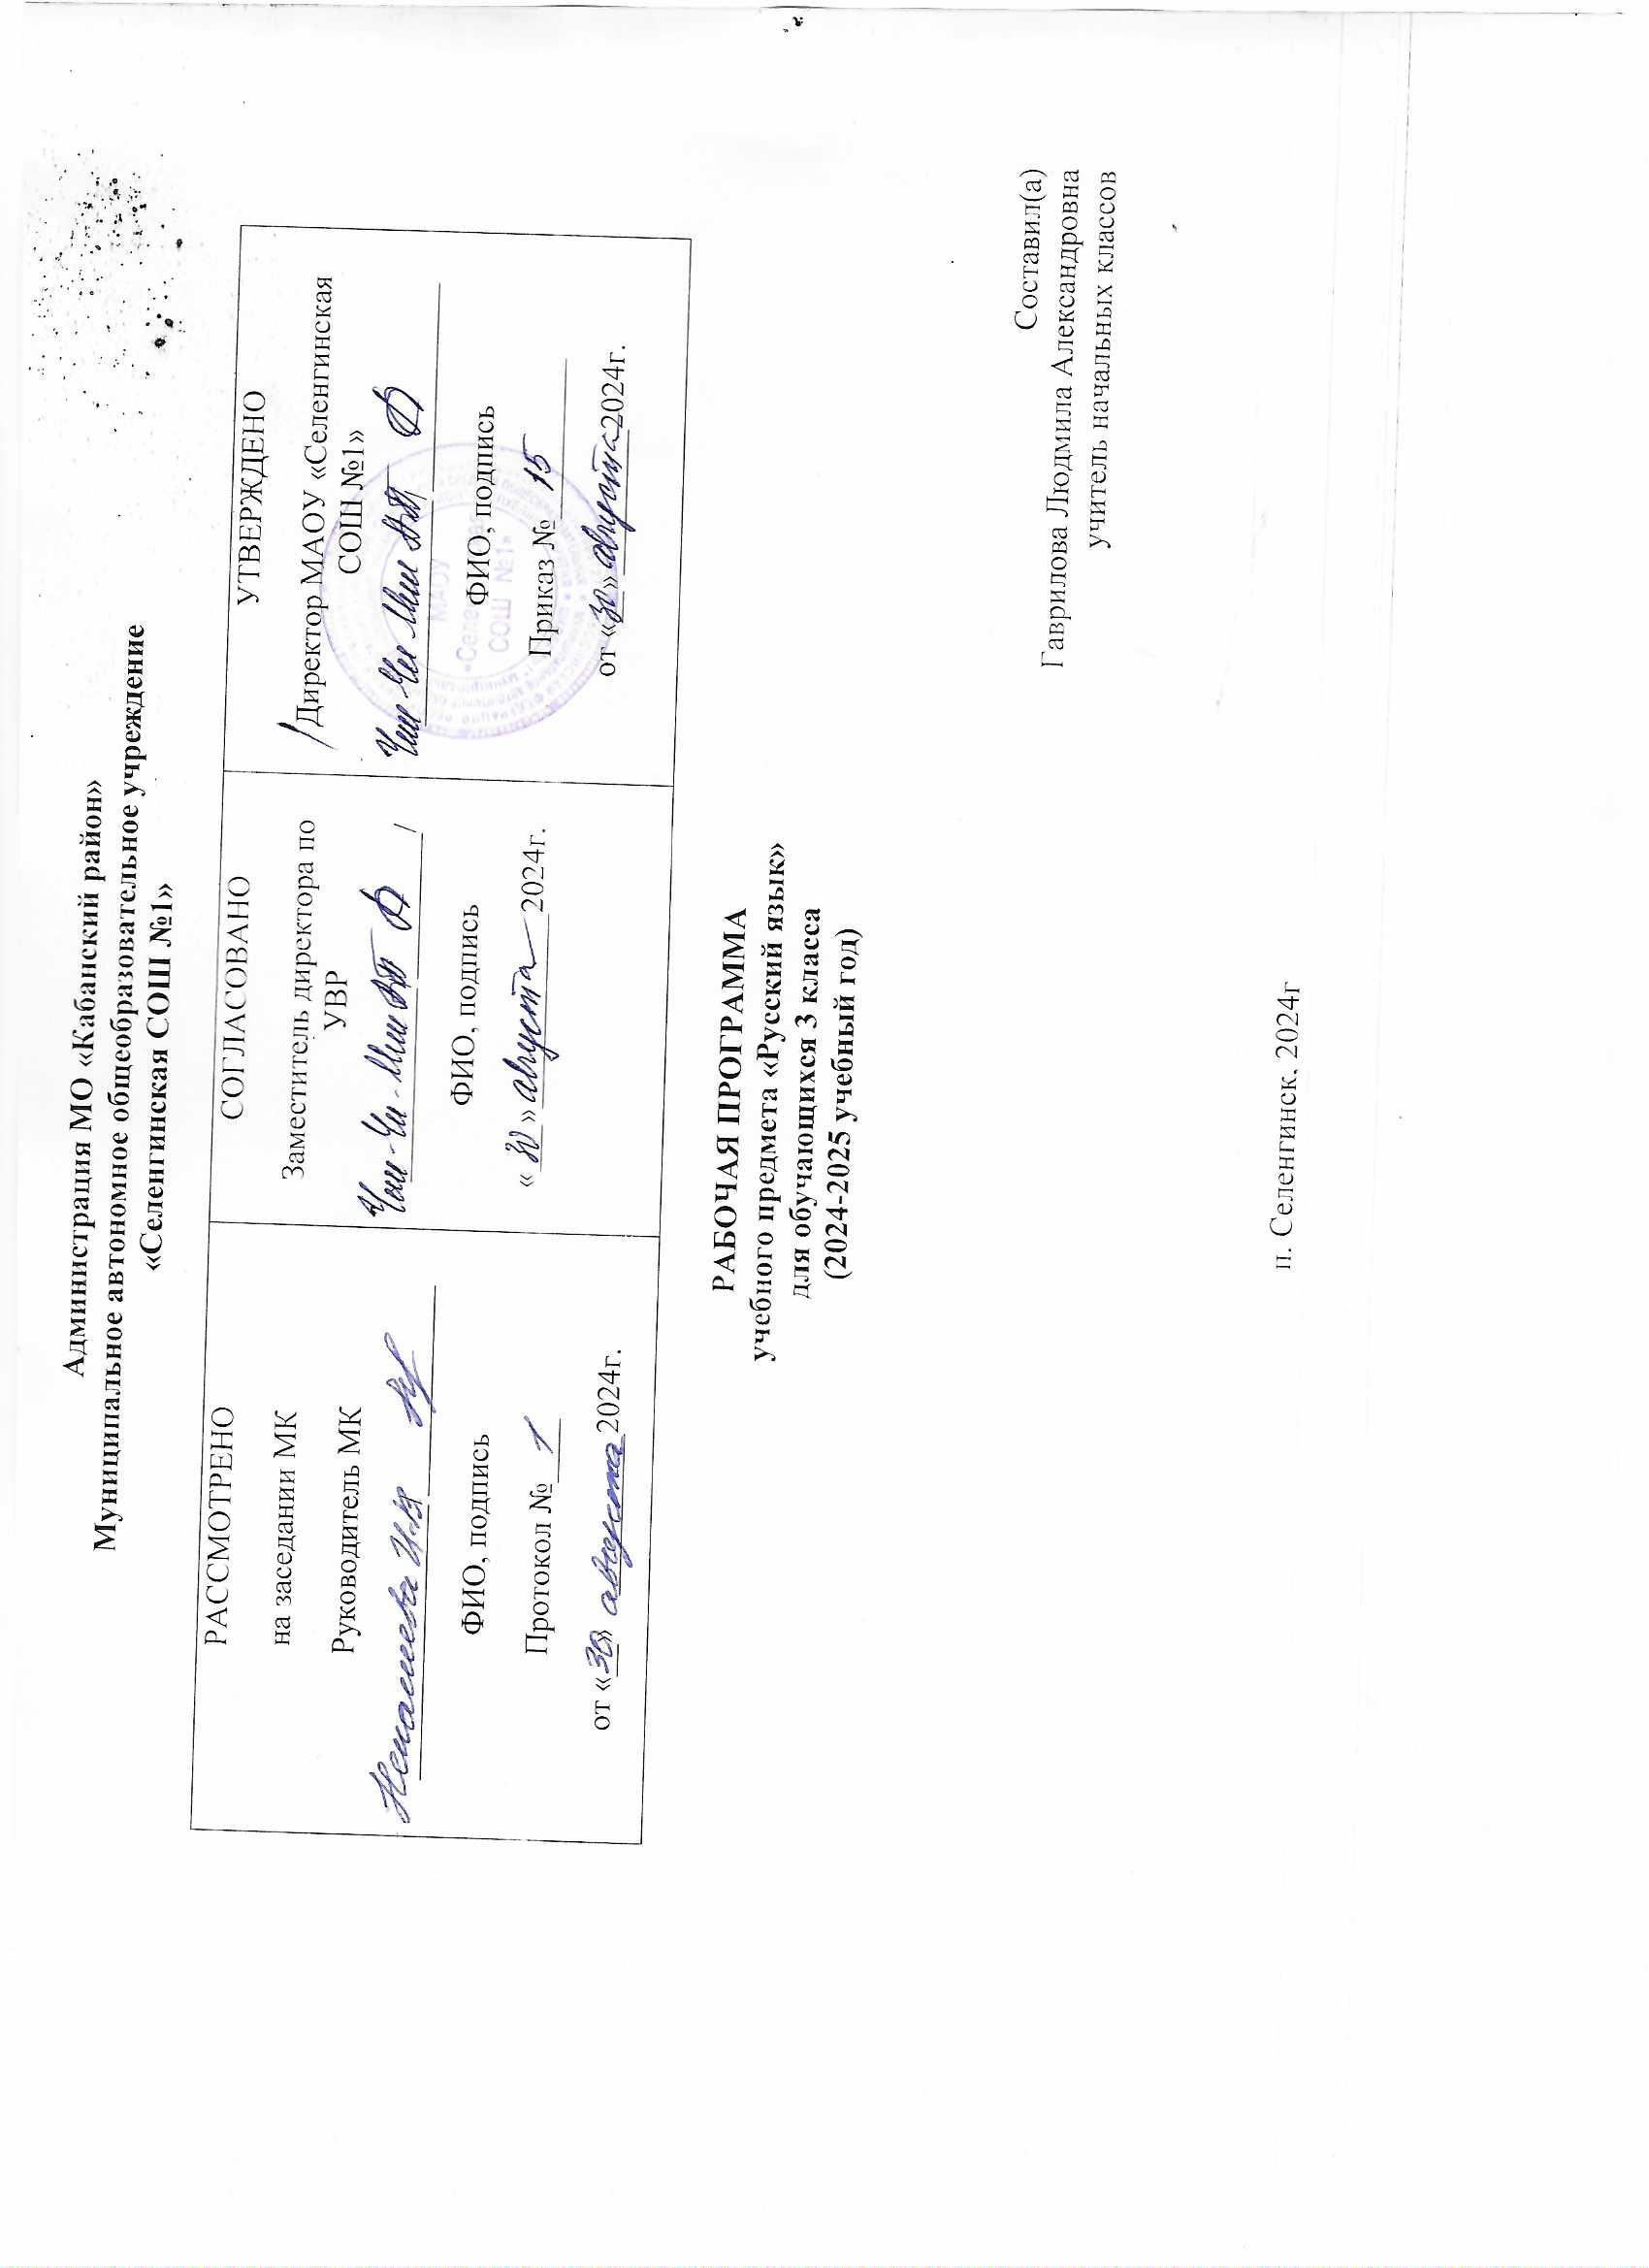 Администрация МО «Кабанский район»
Муниципальное автономное общеобразовательное учреждение
«Селенгинская СОШ №1»
РАССМОТРЕНО
на заседании МК
Руководитель МК
ФИО, подпись
Протокол № 1
от «30» августа 2024г.
СОГЛАСОВАНО
Заместитель директора по
УВР
ФИО, подпись
«30» августа 2024г.
УТВЕРЖДЕНО
Директор МАОУ «Селенгинская
СОШ №1»
ФИО, подпись
Приказ № 15
от «30» августа 2024г.
МАОУ
СОШ №1»
РАБОЧАЯ ПРОГРАММА
учебного предмета «Русский язык»
для обучающихся 3 класса
(2024-2025 учебный год)
Составил(а)
Гаврилова Людмила Александровна
учитель начальных классов
п. Селенгинск, 2024г